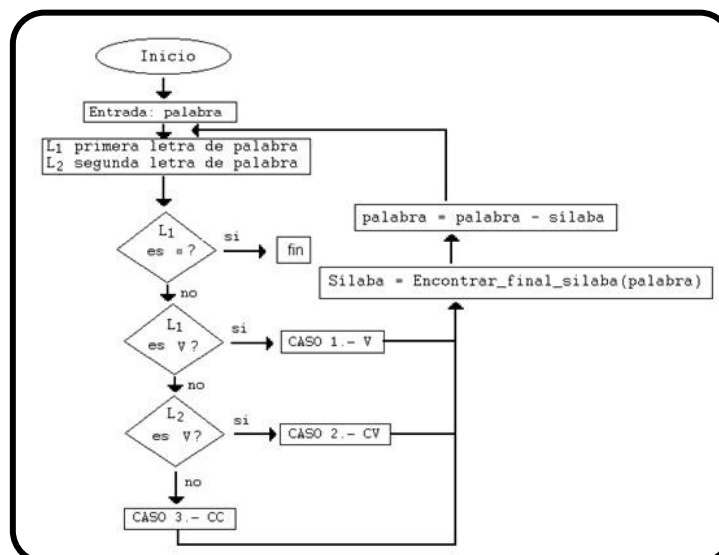 Inicio
Entrada: palabra
L1 primera letra de palabra
L2 segunda letra de palabra
L1
es ¤?
si
fin
no
L1
es V?
si
CASO 1.- V
no
L2
es V?
si
CASO 2.- CV
no
CASO 3.- CC
palabra = palabra - sílaba
Sílaba = Encontrar_final_silaba(palabra)